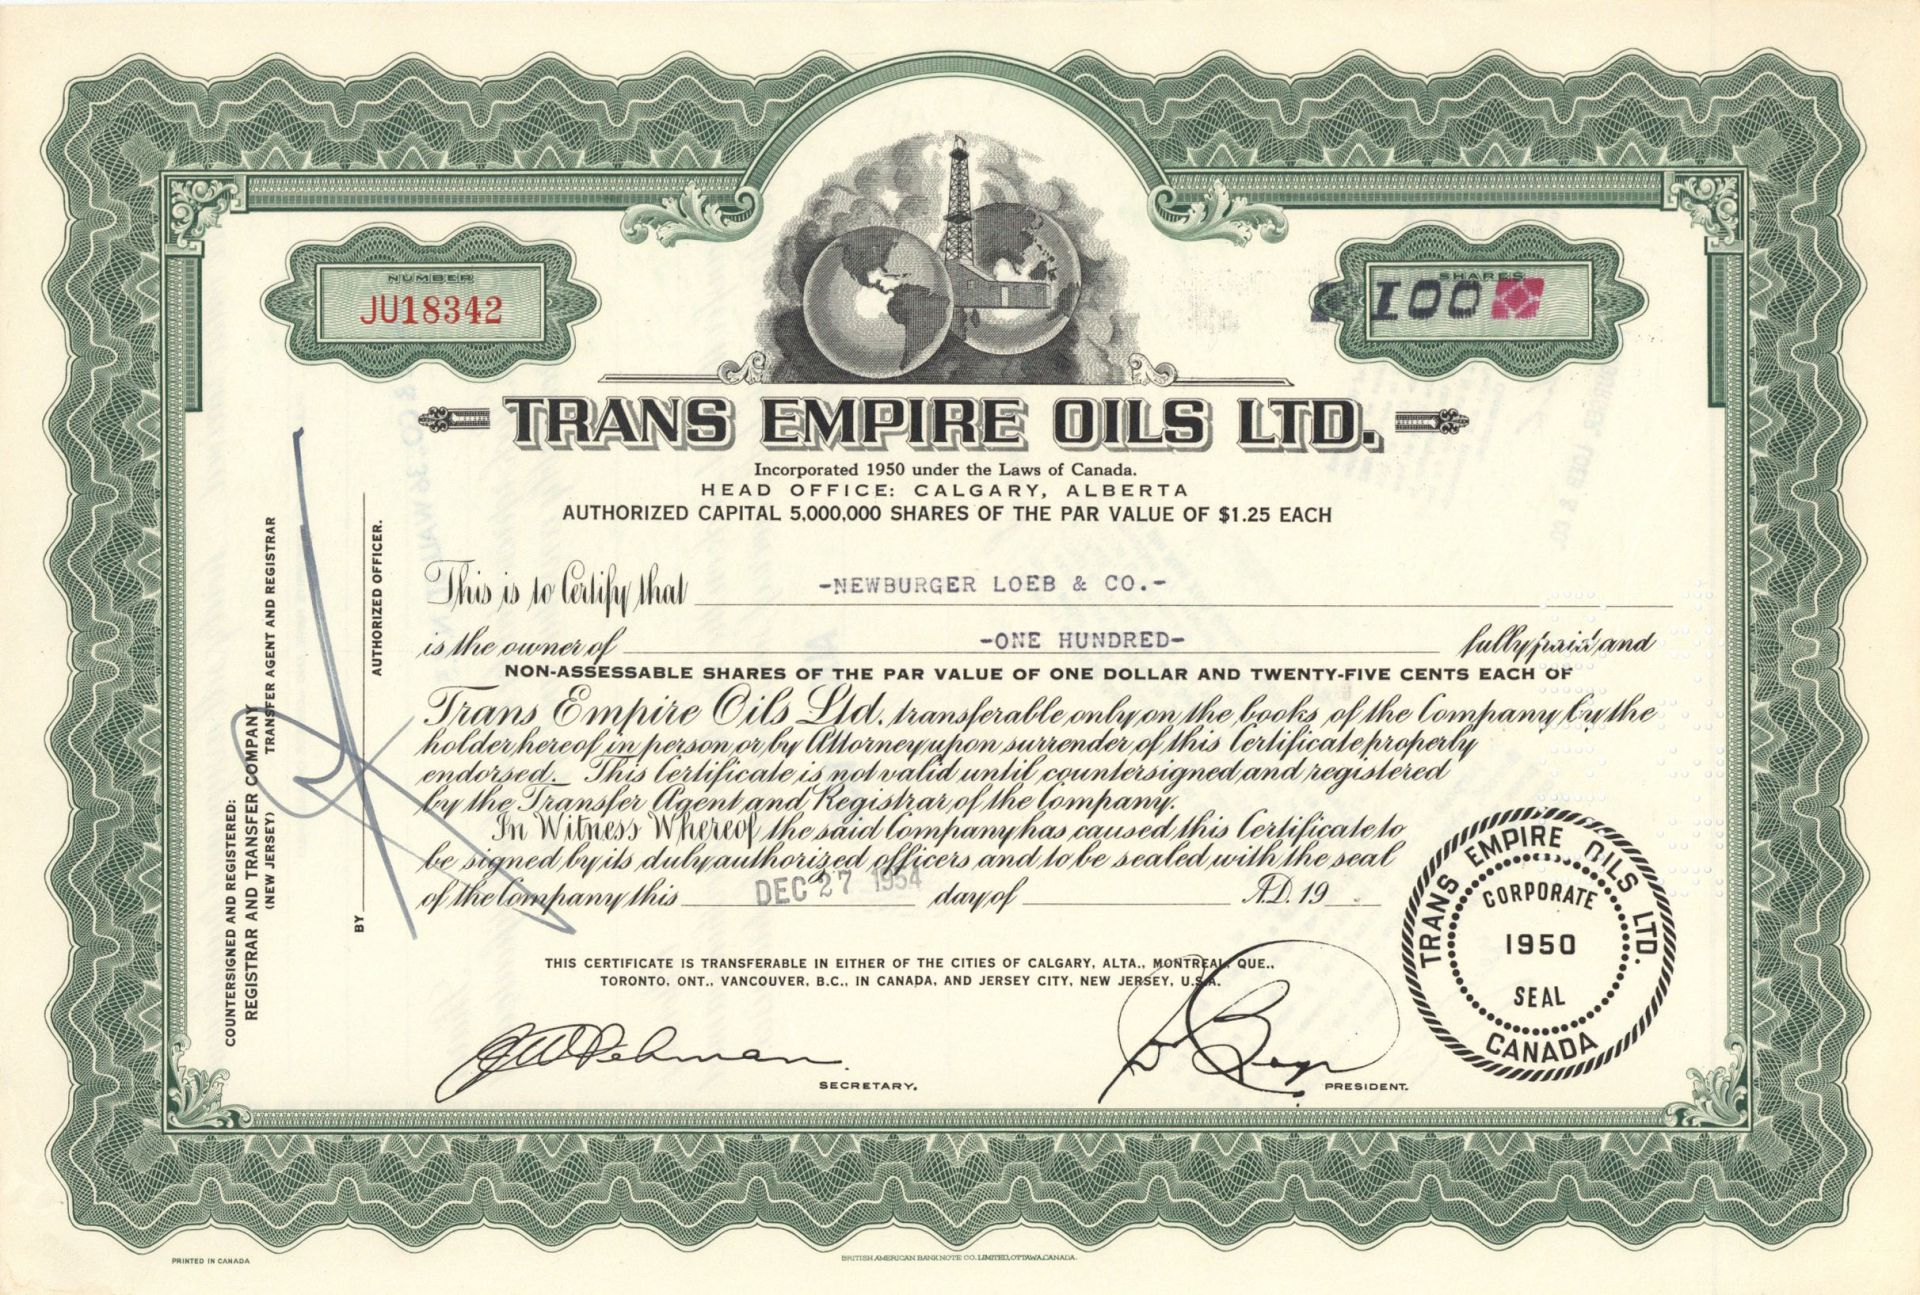 NUMBER
JU18342
SHARES
100
TRANS EMPIRE OILS LTD.
Incorporated 1950 under the Laws of Canada.
HEAD OFFICE: CALGARY, ALBERTA
AUTHORIZED CAPITAL 5,000,000 SHARES OF THE PAR VALUE OF $1.25 EACH
This is to Certify that -NEWBURGER LOEB & CO.-
is the owner of -ONE HUNDRED- fully paid and
NON-ASSESSABLE SHARES OF THE PAR VALUE OF ONE DOLLAR AND TWENTY-FIVE CENTS EACH OF
Trans Empire Oils Ltd. transferable only on the books of the Company by the
holder hereof in person or by Attorney upon surrender of this Certificate properly
endorsed. This Certificate is not valid until countersigned and registered
by the Transfer Agent and Registrar of the Company.
In Witness Whereof the said Company has caused this Certificate to
be signed by its duly authorized officers and to be sealed with the seal
of the Company this DEC 27 1954 day of A.D. 19
THIS CERTIFICATE IS TRANSFERABLE IN EITHER OF THE CITIES OF CALGARY, ALTA., MONTREAL, QUE.,
TORONTO, ONT., VANCOUVER, B.C., IN CANADA, AND JERSEY CITY, NEW JERSEY, U.S.A.
SECRETARY.
PRESIDENT.
COUNTERSIGNED AND REGISTERED:
REGISTRAR AND TRANSFER COMPANY
(NEW JERSEY) TRANSFER AGENT AND REGISTRAR
BY
AUTHORIZED OFFICER.
TRANS EMPIRE OILS LTD.
CORPORATE
1950
SEAL
CANADA
PRINTED IN CANADA
BRITISH AMERICAN BANK NOTE CO. LIMITED, OTTAWA, CANADA.